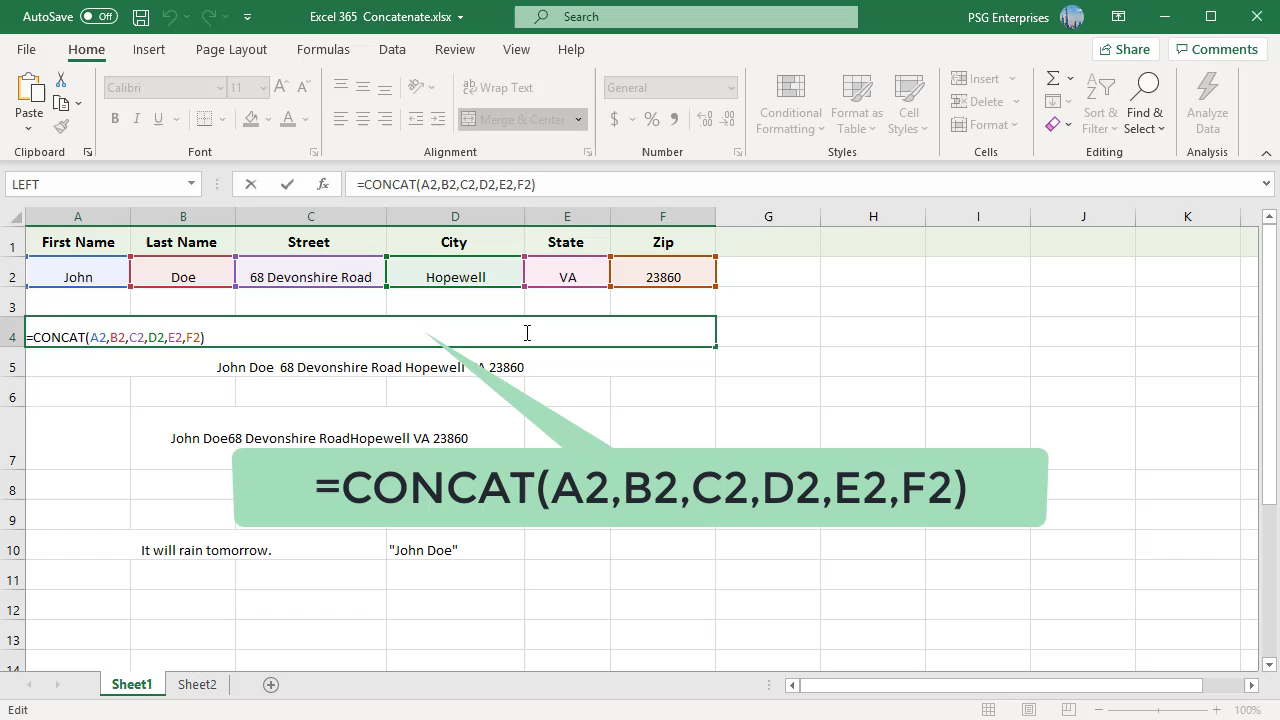 AutoSave Off Excel 365 Concatenate.xlsx Search PSG Enterprises
File Home Insert Page Layout Formulas Data Review View Help Share Comments
Paste Calibri 11 Wrap Text General Conditional Format as Cell Insert Sort & Find & Analyze
B I U A Merge & Center $ % Formatting Table Styles Delete Filter Select Data
Format
Clipboard Font Alignment Number Styles Cells Editing Analysis
LEFT fx =CONCAT(A2,B2,C2,D2,E2,F2)
A B C D E F G H I J K
1 First Name Last Name Street City State Zip
2 John Doe 68 Devonshire Road Hopewell VA 23860
3
4 =CONCAT(A2,B2,C2,D2,E2,F2)
5 John Doe  68 Devonshire Road Hopewell VA 23860
6
7 John Doe68 Devonshire RoadHopewell VA 23860
8 =CONCAT(A2,B2,C2,D2,E2,F2)
9
10 It will rain tomorrow. "John Doe"
11
12
13
14
Sheet1 Sheet2
Edit 100%